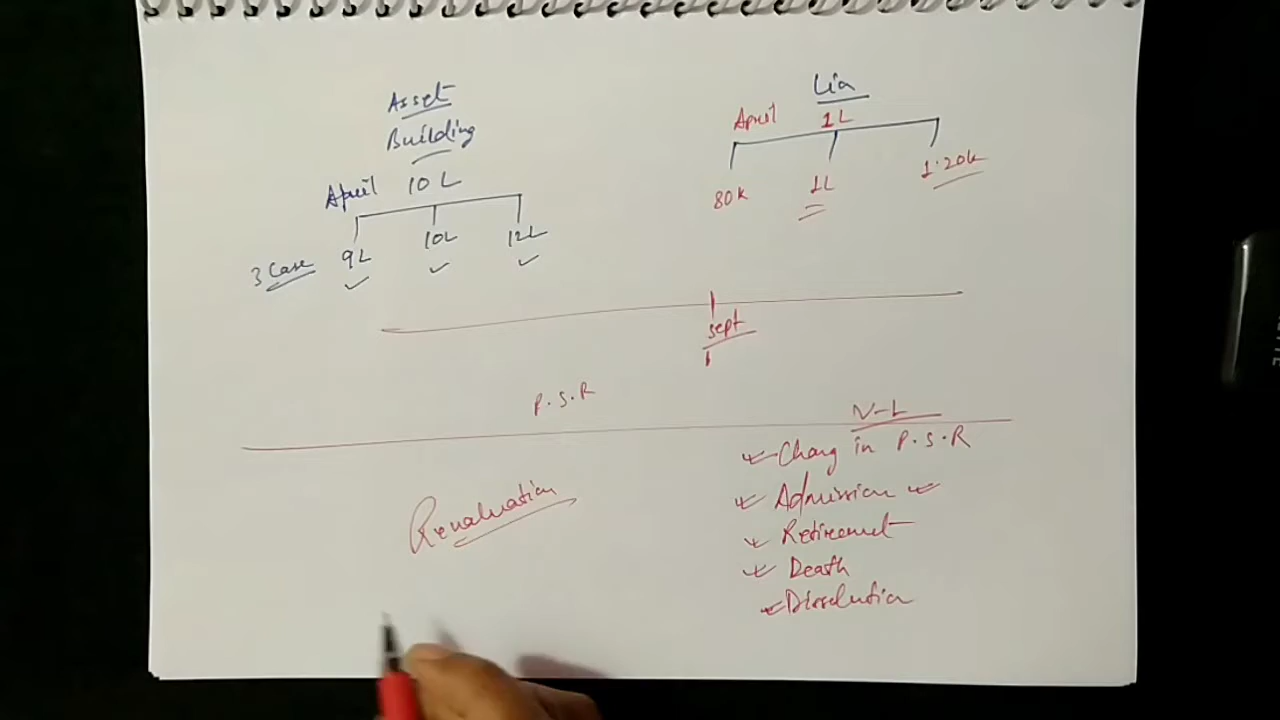 Asset
Building
April 10 L
3 Case 9L 10L 12L
Lia
April 1L
80K 1L 1.20K
Sept
P.S.R
Revaluation
N-L
Chang in P.S.R
Admission
Retirement
Death
Dissolution